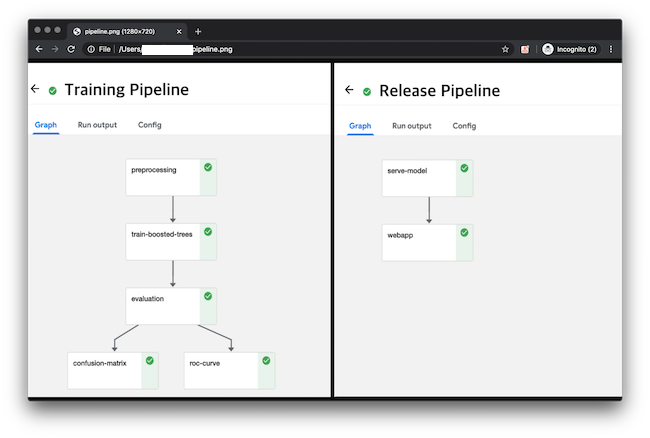 pipeline.png (1280×720)
File /Users/ pipeline.png
Incognito (2)
Training Pipeline
Graph Run output Config
preprocessing
train-boosted-trees
evaluation
confusion-matrix
roc-curve
Release Pipeline
Graph Run output Config
serve-model
webapp